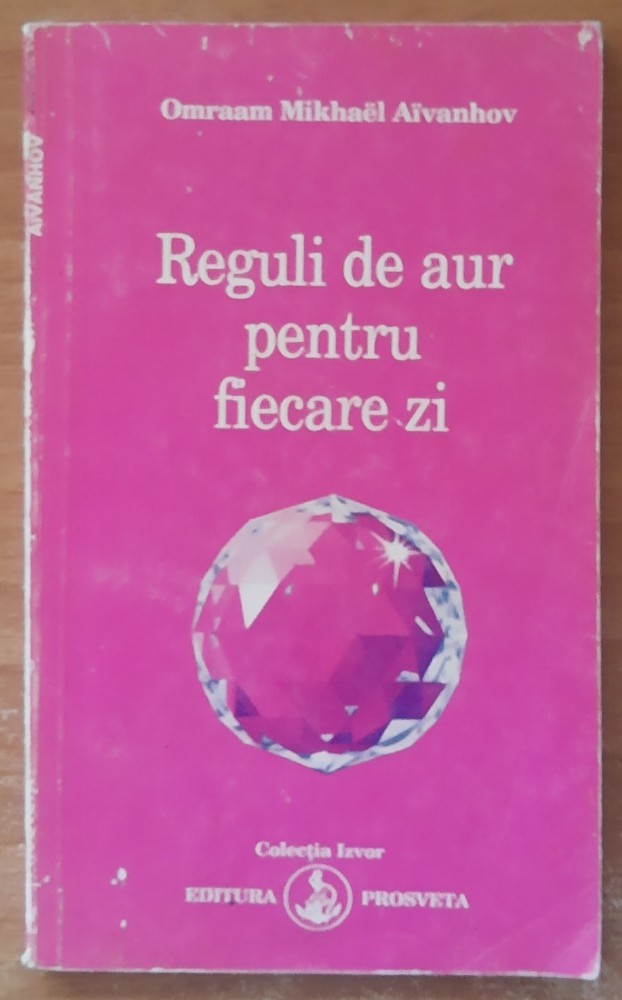 Omraam Mikhaël Aïvanhov
Reguli de aur
pentru
fiecare zi
Colecția Izvor
EDITURA PROSVETA
AÏVANHOV